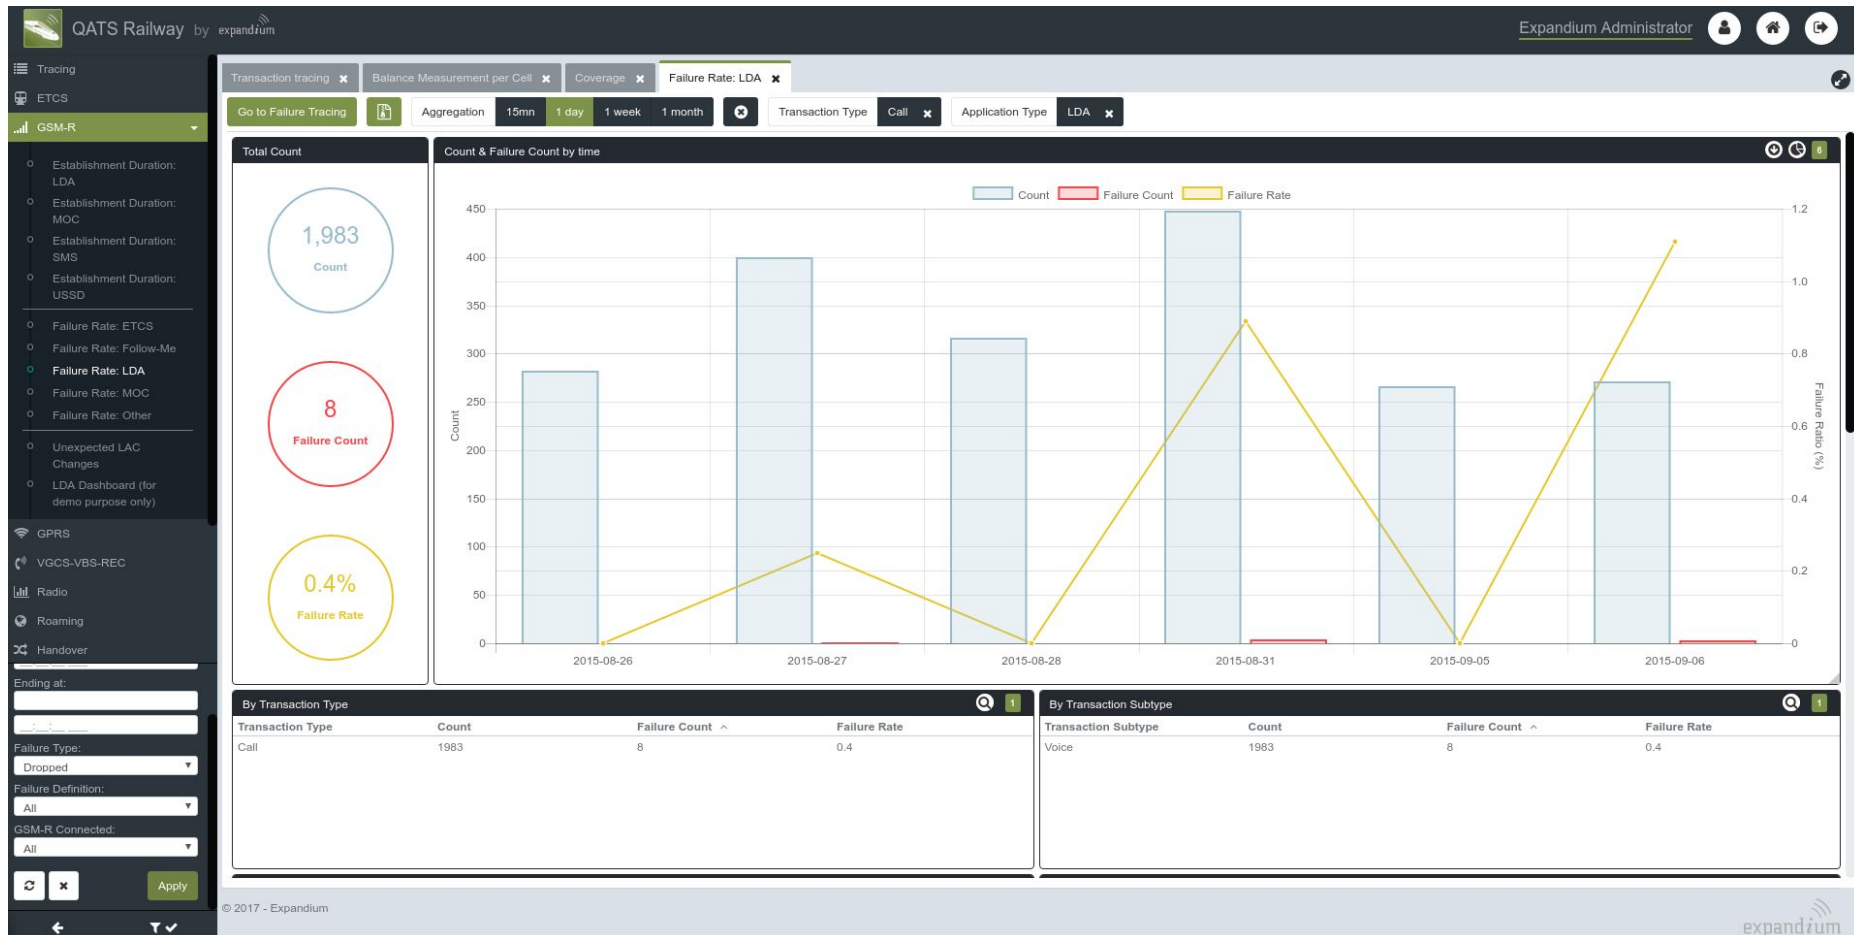 QATS Railway by expandium
Expandium Administrator
Tracing
ETCS
GSM-R
Establishment Duration:
LDA
Establishment Duration:
MOC
Establishment Duration:
SMS
Establishment Duration:
USSD
Failure Rate: ETCS
Failure Rate: Follow-Me
Failure Rate: LDA
Failure Rate: MOC
Failure Rate: Other
Unexpected LAC
Changes
LDA Dashboard (for
demo purpose only)
GPRS
VGCS-VBS-REC
Radio
Roaming
Handover
Ending at:
__:__:__ ____
Failure Type:
Dropped
Failure Definition:
All
GSM-R Connected:
All
Apply
Transaction tracing Balance Measurement per Cell Coverage Failure Rate: LDA
Go to Failure Tracing Aggregation 15mn 1 day 1 week 1 month Transaction Type Call Application Type LDA
Total Count
1,983
Count
8
Failure Count
0.4%
Failure Rate
Count & Failure Count by time 6
Count Failure Count Failure Rate
450 1.2
400
1.0
350
300 0.8
250
0.6
200
150 0.4
100
0.2
50
0 0
Count
Failure Ratio (%)
2015-08-26 2015-08-27 2015-08-28 2015-08-31 2015-09-05 2015-09-06
By Transaction Type 1
Transaction Type Count Failure Count Failure Rate
Call 1983 8 0.4
By Transaction Subtype 1
Transaction Subtype Count Failure Count Failure Rate
Voice 1983 8 0.4
© 2017 - Expandium
expandium